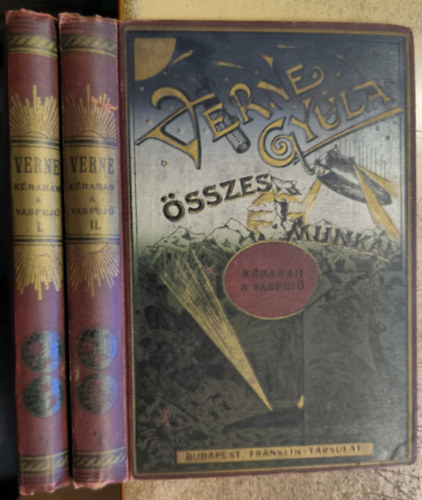 VERNE
KÉRABAN
A
VASFEJŰ
I.
VERNE
KÉRABAN
A
VASFEJŰ
II.
VERNE
GYULA
ÖSSZES
MUNKÁI
KÉRABAN
A VASFEJŰ
BUDAPEST, FRANKLIN-TÁRSULAT.